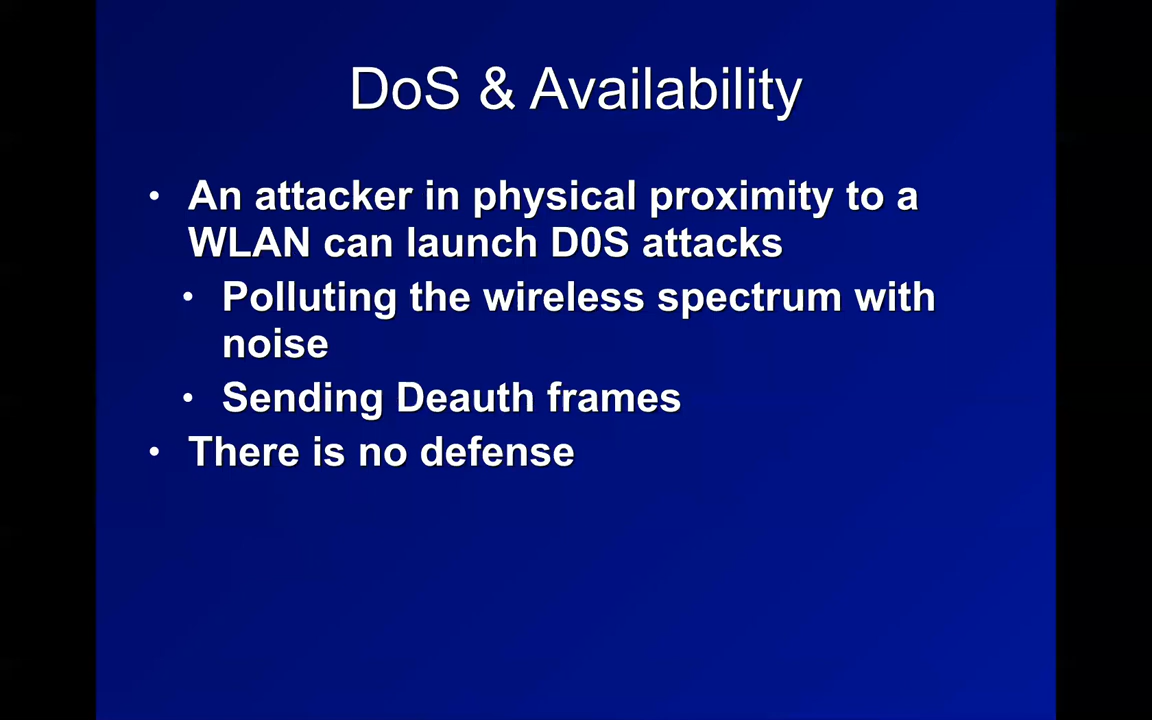 DoS & Availability
• An attacker in physical proximity to a
WLAN can launch D0S attacks
• Polluting the wireless spectrum with
noise
• Sending Deauth frames
• There is no defense